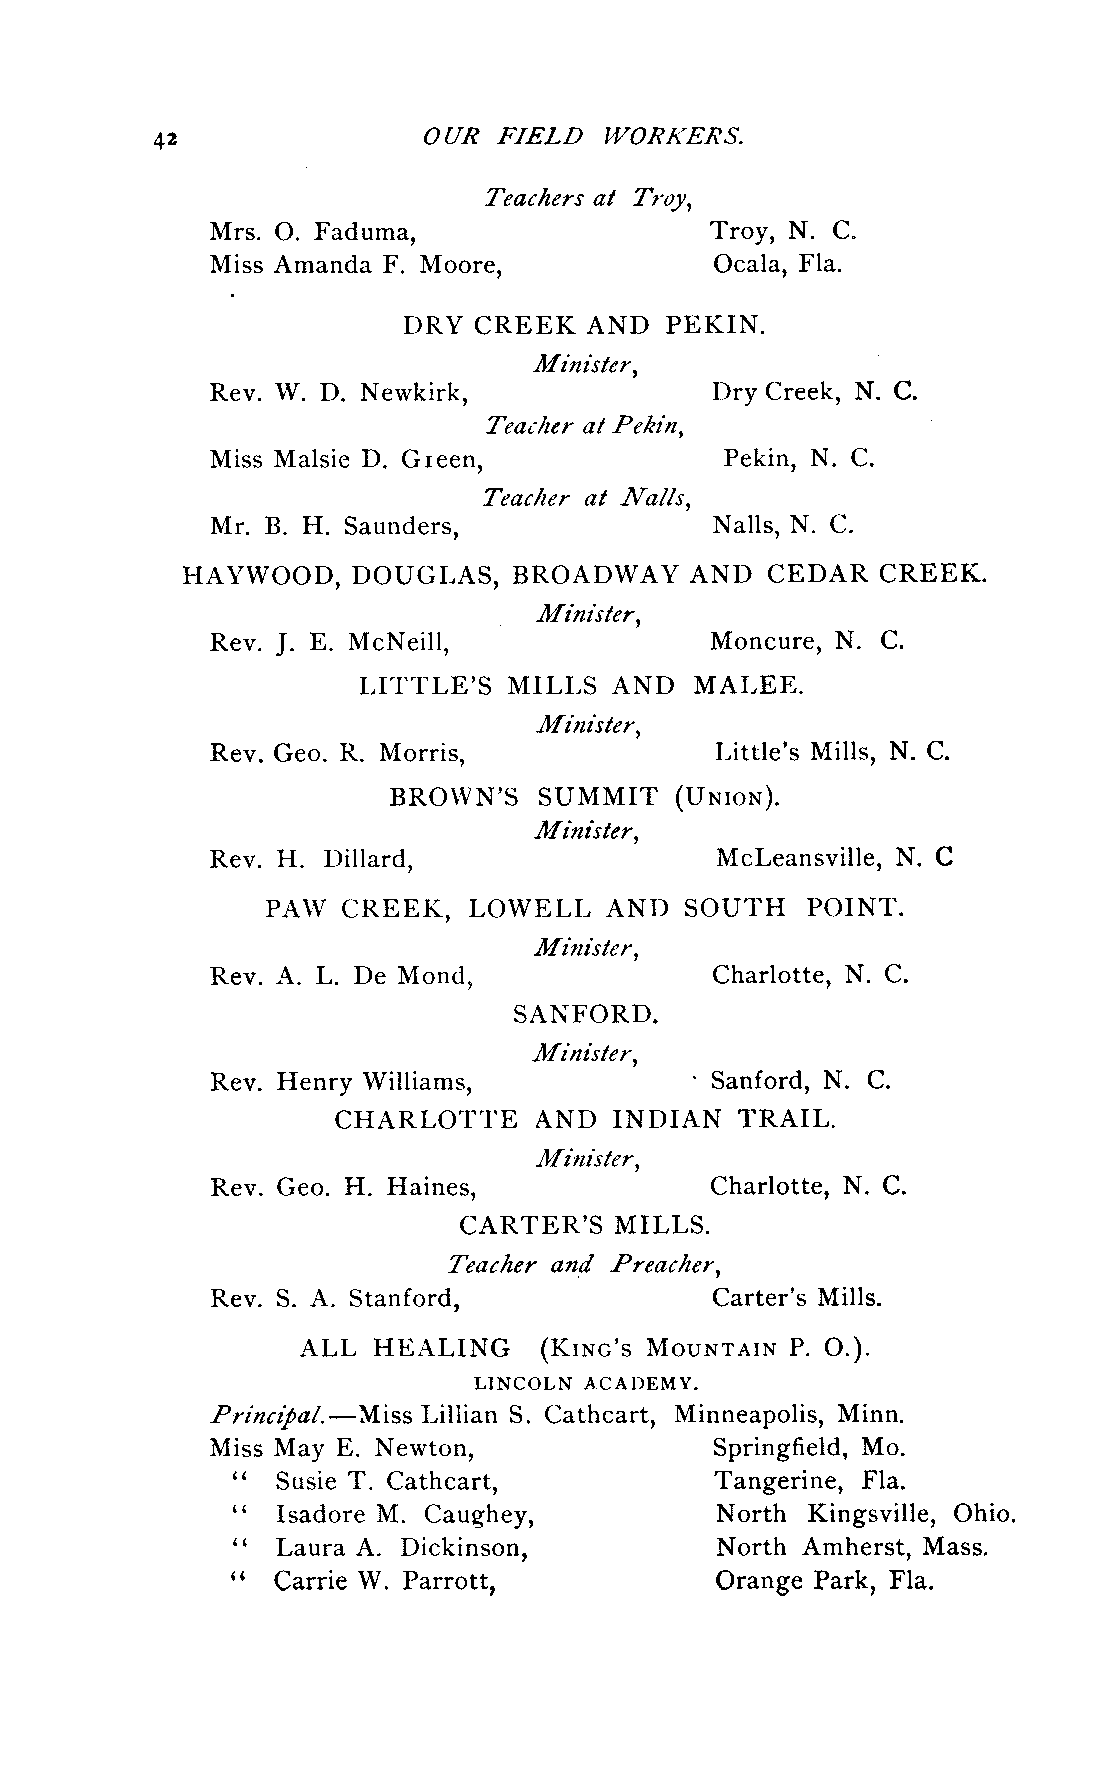 42 OUR FIELD WORKERS.
Teachers at Troy,
Mrs. O. Faduma, Troy, N. C.
Miss Amanda F. Moore, Ocala, Fla.
DRY CREEK AND PEKIN.
Minister,
Rev. W. D. Newkirk, Dry Creek, N. C.
Teacher at Pekin,
Miss Malsie D. Green, Pekin, N. C.
Teacher at Nalls,
Mr. B. H. Saunders, Nalls, N. C.
HAYWOOD, DOUGLAS, BROADWAY AND CEDAR CREEK.
Minister,
Rev. J. E. McNeill, Moncure, N. C.
LITTLE'S MILLS AND MALEE.
Minister,
Rev. Geo. R. Morris, Little's Mills, N. C.
BROWN'S SUMMIT (UNION).
Minister,
Rev. H. Dillard, McLeansville, N. C
PAW CREEK, LOWELL AND SOUTH POINT.
Minister,
Rev. A. L. De Mond, Charlotte, N. C.
SANFORD.
Minister,
Rev. Henry Williams, Sanford, N. C.
CHARLOTTE AND INDIAN TRAIL.
Minister,
Rev. Geo. H. Haines, Charlotte, N. C.
CARTER'S MILLS.
Teacher and Preacher,
Rev. S. A. Stanford, Carter's Mills.
ALL HEALING (KING'S MOUNTAIN P. O.).
LINCOLN ACADEMY.
Principal.—Miss Lillian S. Cathcart, Minneapolis, Minn.
Miss May E. Newton, Springfield, Mo.
“ Susie T. Cathcart, Tangerine, Fla.
“ Isadore M. Caughey, North Kingsville, Ohio.
“ Laura A. Dickinson, North Amherst, Mass.
“ Carrie W. Parrott, Orange Park, Fla.